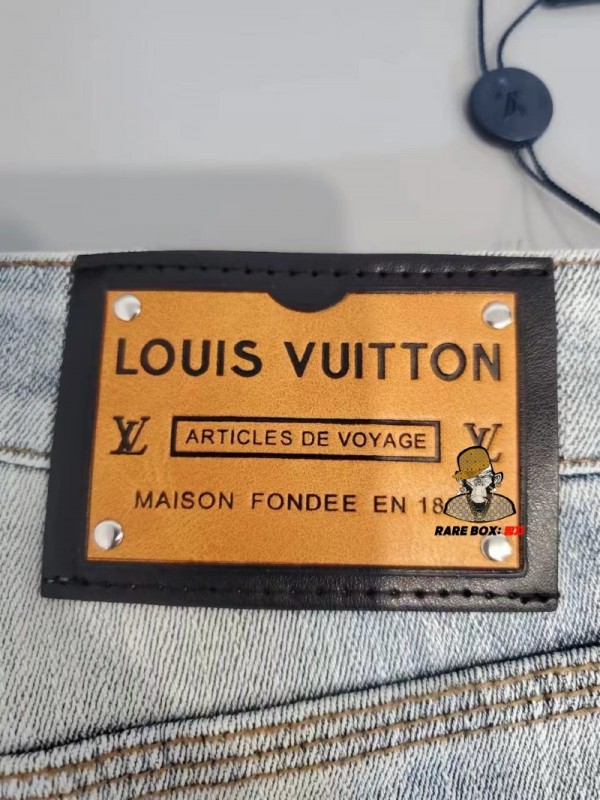 LOUIS VUITTON
LV ARTICLES DE VOYAGE LV
MAISON FONDEE EN 18
RARE BOX: